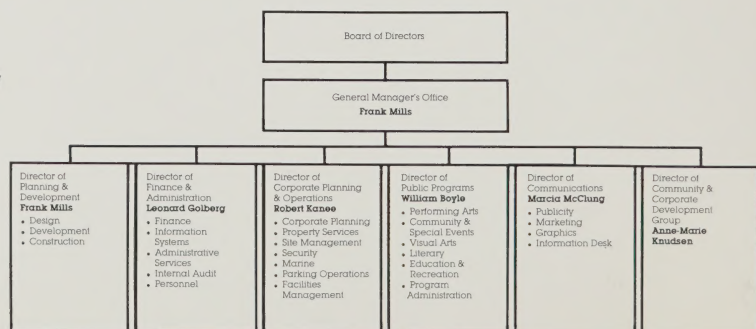 Board of Directors
General Manager's Office
Frank Mills
Director of
Planning &
Development
Frank Mills
• Design
• Development
• Construction
Director of
Finance &
Administration
Leonard Golberg
• Finance
• Information
Systems
• Administrative
Services
• Internal Audit
• Personnel
Director of
Corporate Planning
& Operations
Robert Kanee
• Corporate Planning
• Property Services
• Site Management
• Security
• Marine
• Parking Operations
• Facilities
Management
Director of
Public Programs
William Boyle
• Performing Arts
• Community &
Special Events
• Visual Arts
• Literary
• Education &
Recreation
• Program
Administration
Director of
Communications
Marcia McClung
• Publicity
• Marketing
• Graphics
• Information Desk
Director of
Community &
Corporate
Development
Group
Anne-Marie
Knudsen